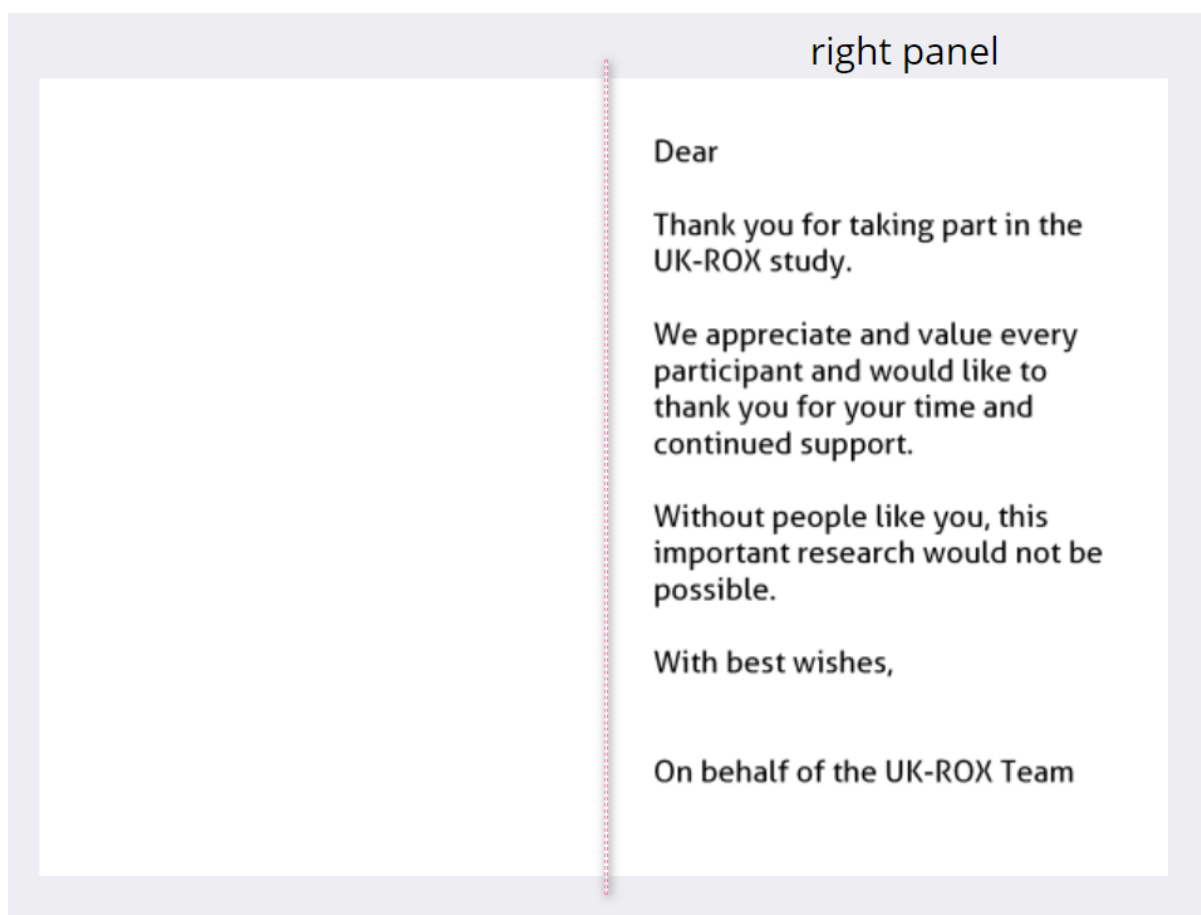 right panel
Dear
Thank you for taking part in the
UK-ROX study.
We appreciate and value every
participant and would like to
thank you for your time and
continued support.
Without people like you, this
important research would not be
possible.
With best wishes,
On behalf of the UK-ROX Team